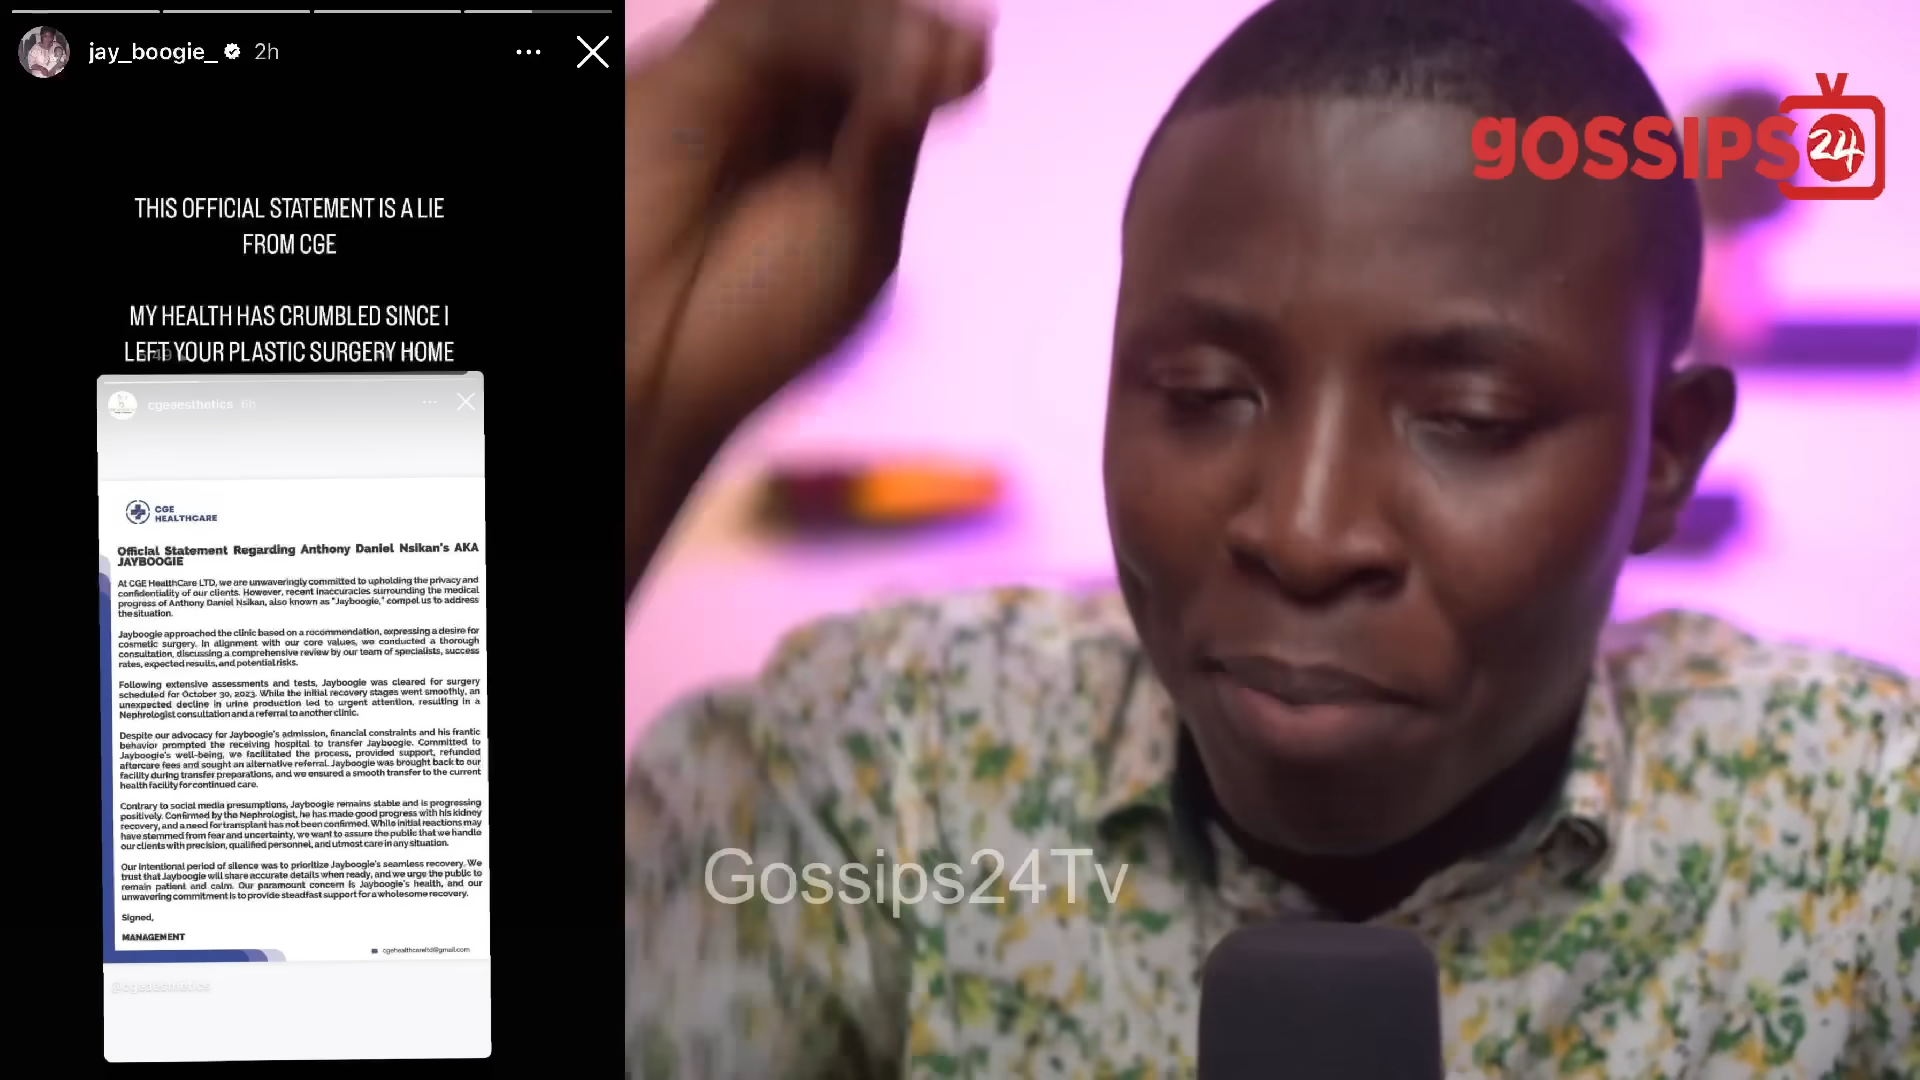 jay_boogie_ 2h
THIS OFFICIAL STATEMENT IS A LIE
FROM CGE
MY HEALTH HAS CRUMBLED SINCE I
LEFT YOUR PLASTIC SURGERY HOME
cgeaesthetics 6h
CGE
HEALTHCARE
Official Statement Regarding Anthony Daniel Nsikan's AKA
JAYBOOGIE
At CGE HealthCare LTD, we are unwaveringly committed to upholding the privacy and
confidentiality of our clients. However, recent inaccuracies surrounding the medical
progress of Anthony Daniel Nsikan, also known as "Jayboogie," compel us to address
the situation.
Jayboogie approached the clinic based on a recommendation, expressing a desire for
cosmetic surgery. In alignment with our core values, we conducted a thorough
consultation, discussing a comprehensive review by our team of specialists, success
rates, expected results, and potential risks.
Following extensive assessments and tests, Jayboogie was cleared for surgery
scheduled for October 30, 2023. While the initial recovery stages went smoothly, an
unexpected decline in urine production led to urgent attention, resulting in a
Nephrologist consultation and a referral to another clinic.
Despite our advocacy for Jayboogie's admission, financial constraints and his frantic
behavior prompted the receiving hospital to transfer Jayboogie. Committed to
Jayboogie's well-being, we facilitated the process, provided support, refunded
aftercare fees and sought an alternative referral. Jayboogie was brought back to our
facility during transfer preparations, and we ensured a smooth transfer to the current
health facility for continued care.
Contrary to social media presumptions, Jayboogie remains stable and is progressing
positively. Confirmed by the Nephrologist, he has made good progress with his kidney
recovery, and a need for transplant has not been confirmed. While initial reactions may
have stemmed from fear and uncertainty, we want to assure the public that we handle
our clients with precision, qualified personnel, and utmost care in any situation.
Our intentional period of silence was to prioritize Jayboogie's seamless recovery. We
trust that Jayboogie will share accurate details when ready, and we urge the public to
remain patient and calm. Our paramount concern is Jayboogie's health, and our
unwavering commitment is to provide steadfast support for a wholesome recovery.
Signed,
MANAGEMENT
cgehealthcareltd@gmail.com
@cgeaesthetics
gOSSIPS 24
Gossips24Tv